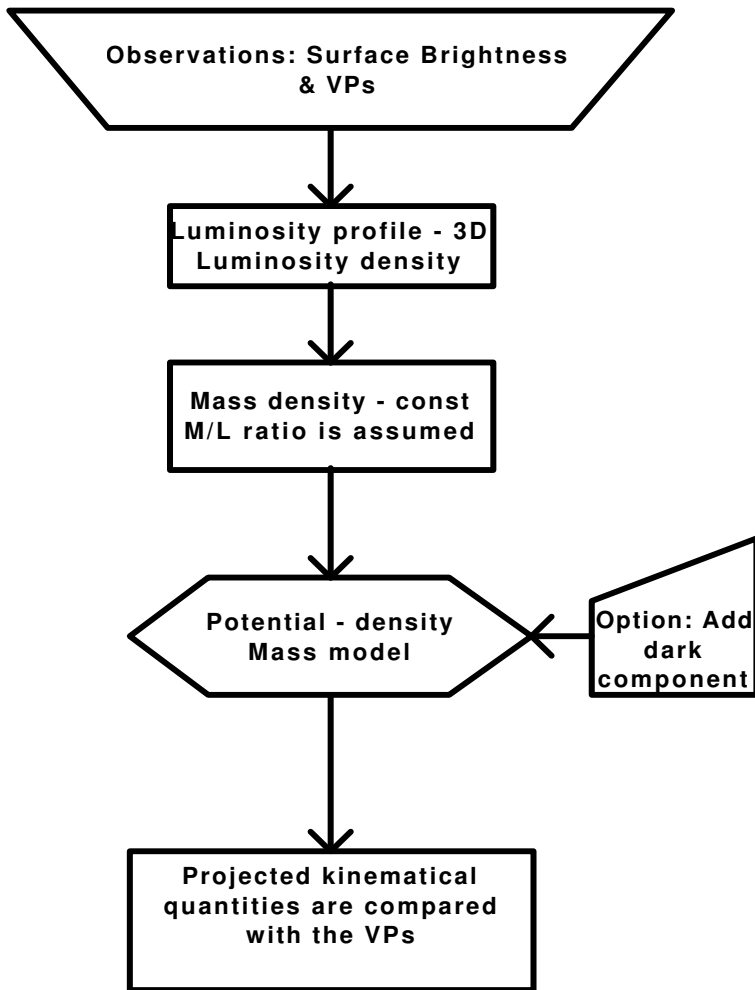 Observations: Surface Brightness
& VPs
Luminosity profile - 3D
Luminosity density
Mass density - const
M/L ratio is assumed
Potential - density
Mass model
Option: Add
dark
component
Projected kinematical
quantities are compared
with the VPs